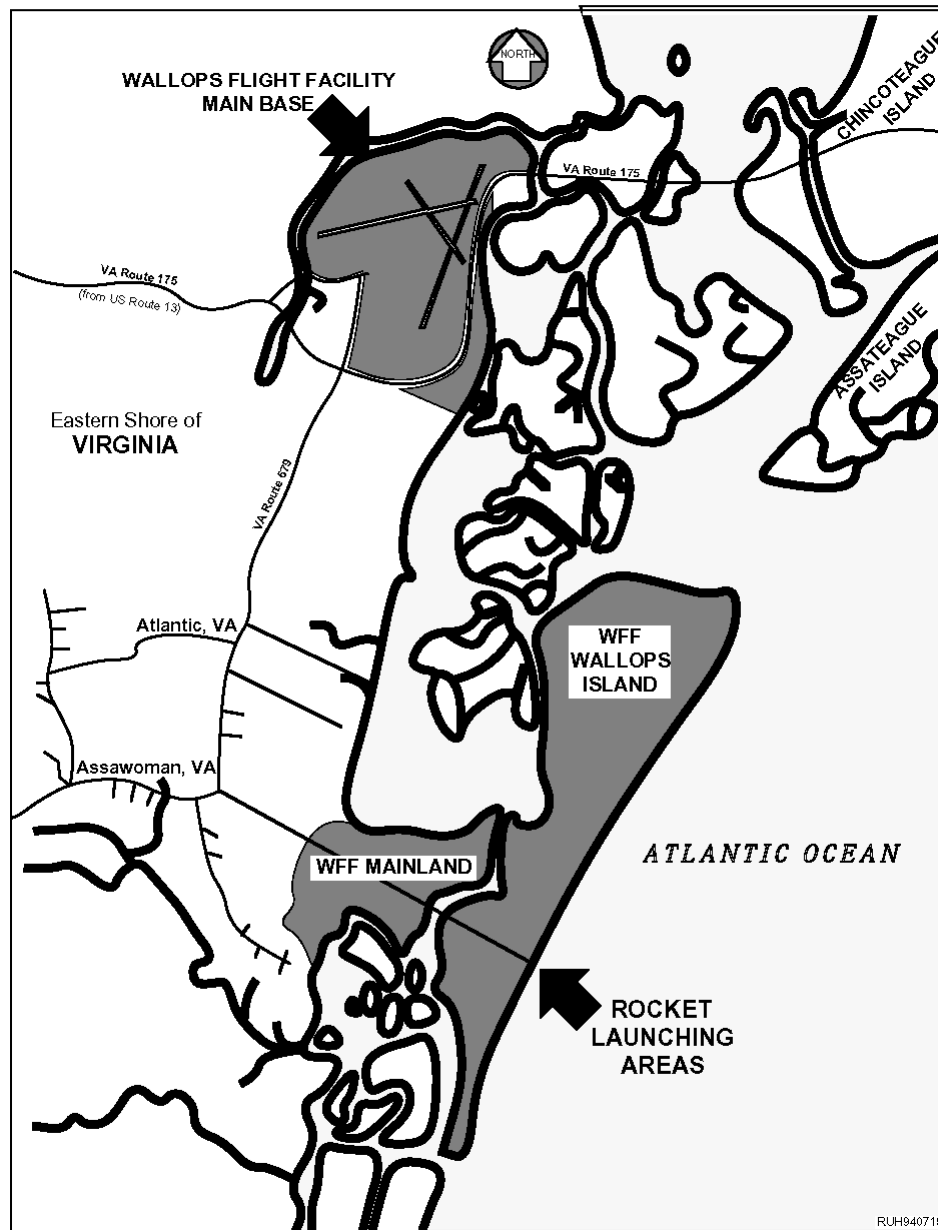 NORTH
WALLOPS FLIGHT FACILITY
MAIN BASE
CHINCOTEAGUE
ISLAND
VA Route 175
VA Route 175
(from US Route 13)
ASSATEAGUE
ISLAND
Eastern Shore of
VIRGINIA
VA Route 679
Atlantic, VA
WFF
WALLOPS
ISLAND
Assawoman, VA
WFF MAINLAND
ATLANTIC OCEAN
ROCKET
LAUNCHING
AREAS